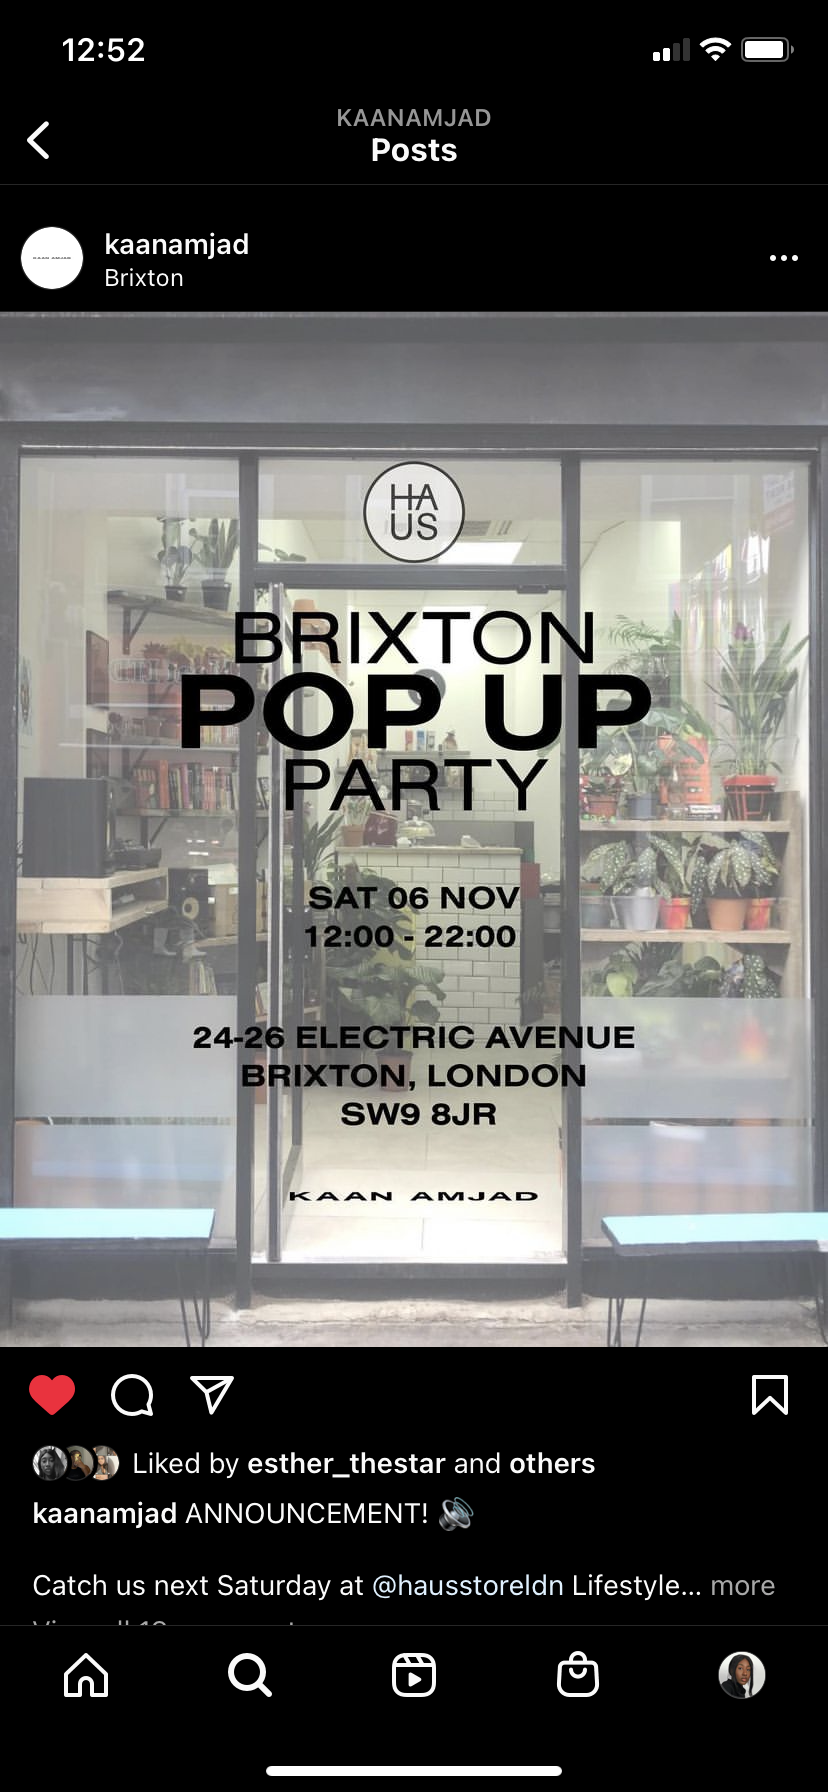 12:52
KAANAMJAD
Posts
kaanamjad
Brixton
HA
US
BRIXTON
POP UP
PARTY
SAT 06 NOV
12:00 - 22:00
24-26 ELECTRIC AVENUE
BRIXTON, LONDON
SW9 8JR
KAAN AMJAD
Liked by esther_thestar and others
kaanamjad ANNOUNCEMENT! 🔊
Catch us next Saturday at @hausstoreldn Lifestyle... more